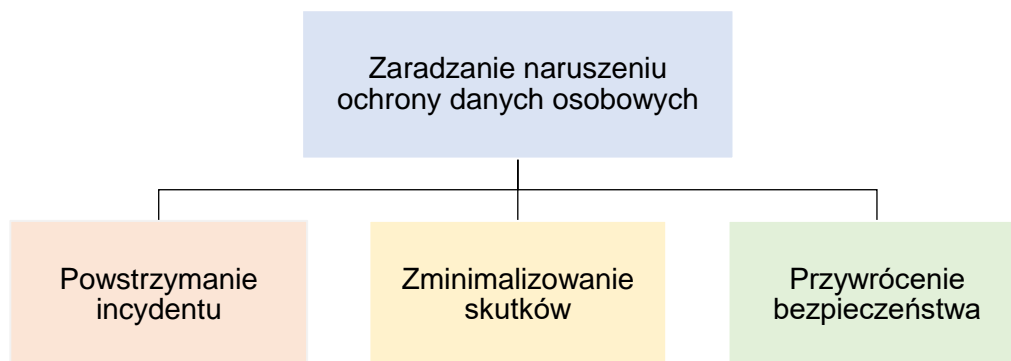 Zaradzanie naruszeniu
ochrony danych osobowych
Powstrzymanie
incydentu
Zminimalizowanie
skutków
Przywrócenie
bezpieczeństwa